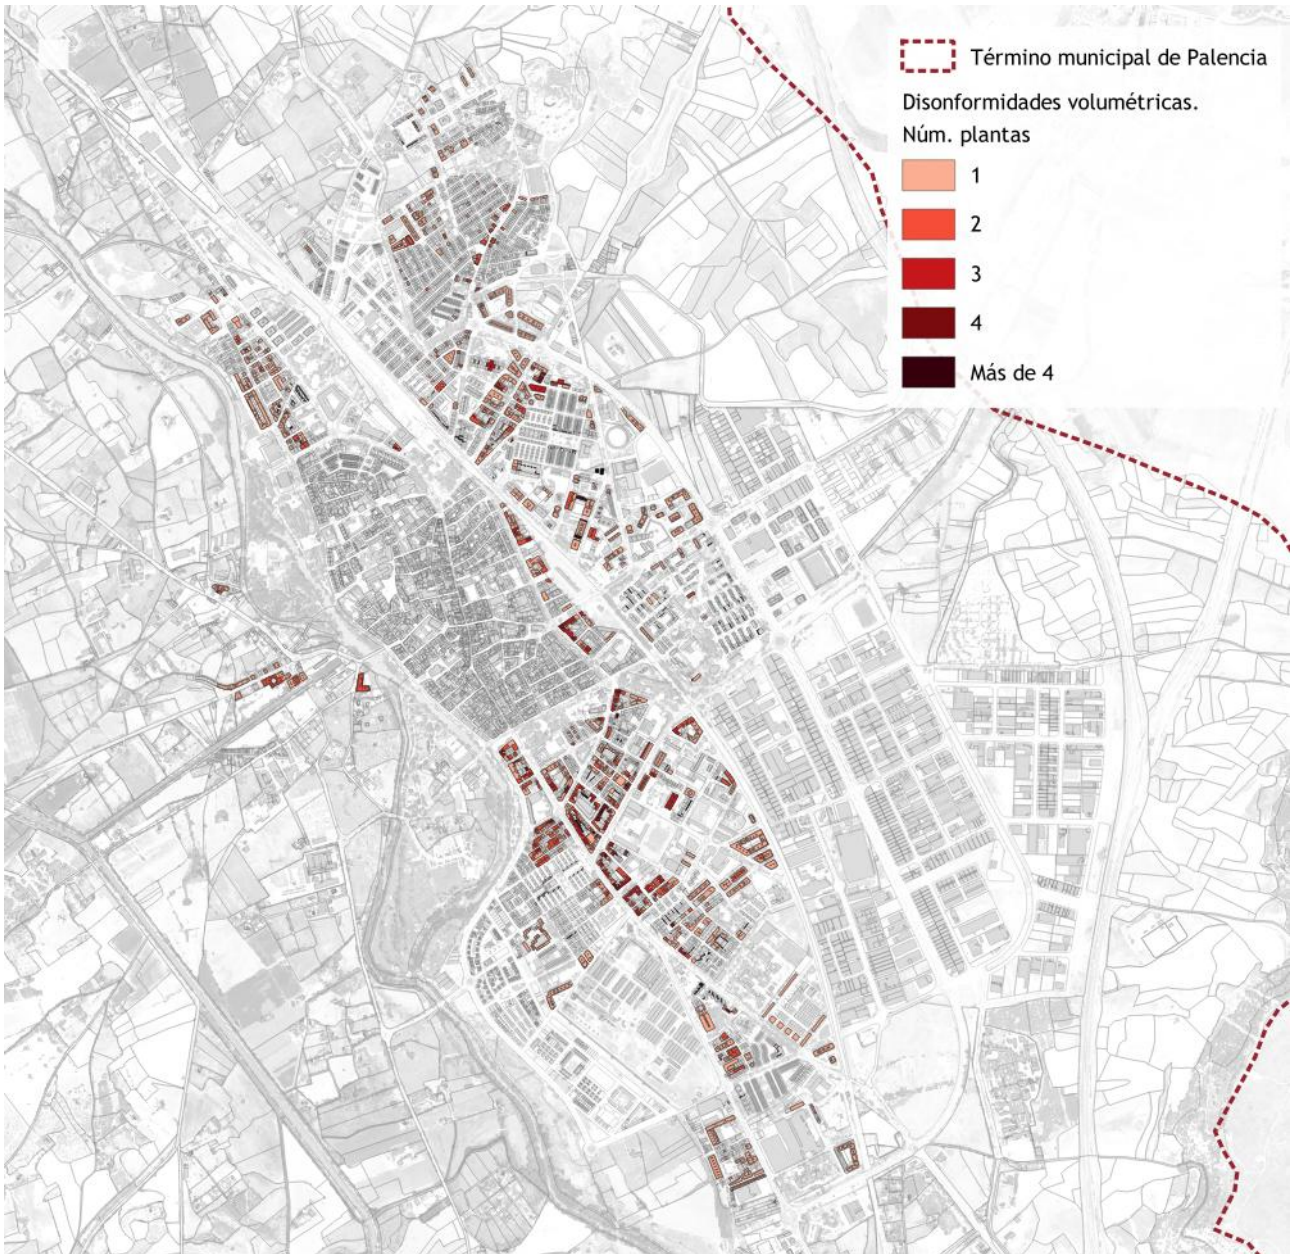 Término municipal de Palencia
Disonformidades volumétricas.
Núm. plantas
1
2
3
4
Más de 4